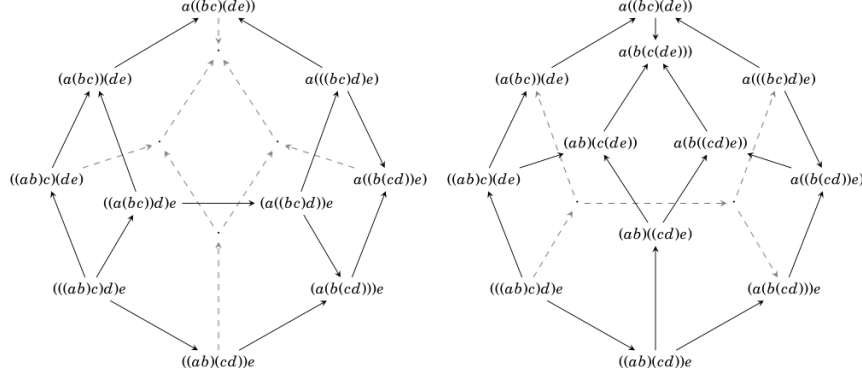 a((bc)(de))
(a(bc))(de)
a(((bc)d)e)
((ab)c)(de)
a((b(cd))e)
((a(bc))d)e
(a((bc)d))e
(((ab)c)d)e
(a(b(cd)))e
((ab)(cd))e
a((bc)(de))
a(b(c(de)))
(a(bc))(de)
a(((bc)d)e)
(ab)(c(de))
a(b((cd)e))
((ab)c)(de)
a((b(cd))e)
(ab)((cd)e)
(((ab)c)d)e
(a(b(cd)))e
((ab)(cd))e